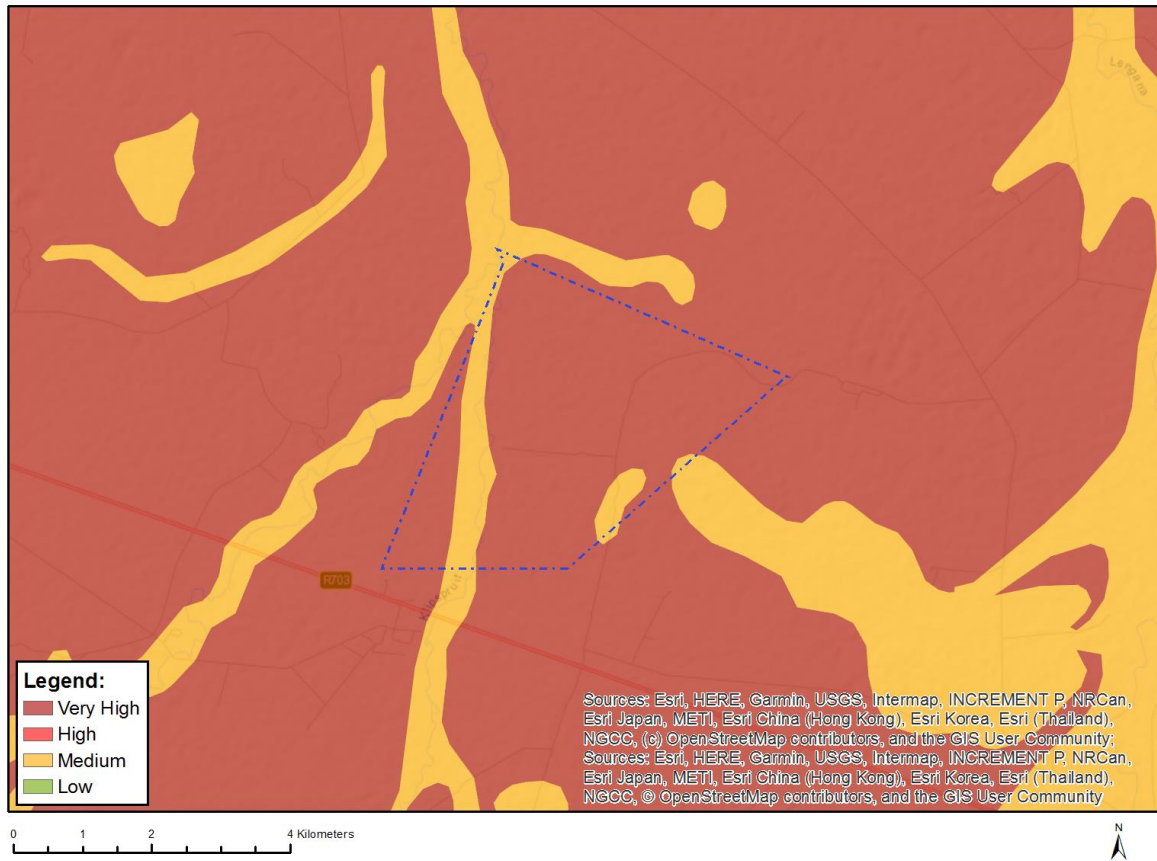 Langana
R703
Klipspruit
Legend:
Very High
High
Medium
Low
Sources: Esri, HERE, Garmin, USGS, Intermap, INCREMENT P, NRCan,
Esri Japan, METI, Esri China (Hong Kong), Esri Korea, Esri (Thailand),
NGCC, (c) OpenStreetMap contributors, and the GIS User Community;
Sources: Esri, HERE, Garmin, USGS, Intermap, INCREMENT P, NRCan,
Esri Japan, METI, Esri China (Hong Kong), Esri Korea, Esri (Thailand),
NGCC, © OpenStreetMap contributors, and the GIS User Community
0 1 2 4 Kilometers
N